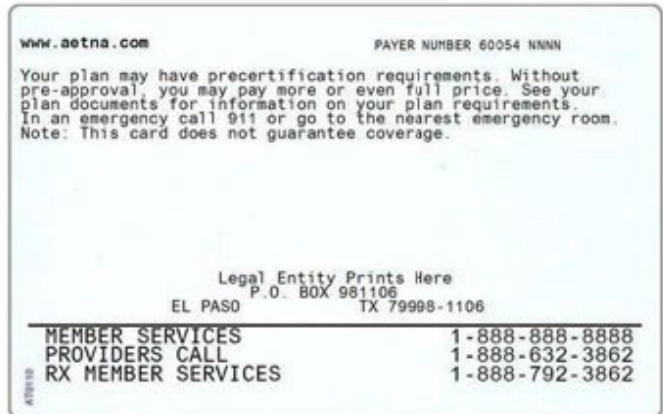 www.aetna.com PAYER NUMBER 60054 NNNN
Your plan may have precertification requirements. Without
pre-approval, you may pay more or even full price. See your
plan documents for information on your plan requirements.
In an emergency call 911 or go to the nearest emergency room.
Note: This card does not guarantee coverage.
Legal Entity Prints Here
P.O. BOX 981106
EL PASO TX 79998-1106
MEMBER SERVICES 1-888-888-8888
PROVIDERS CALL 1-888-632-3862
RX MEMBER SERVICES 1-888-792-3862